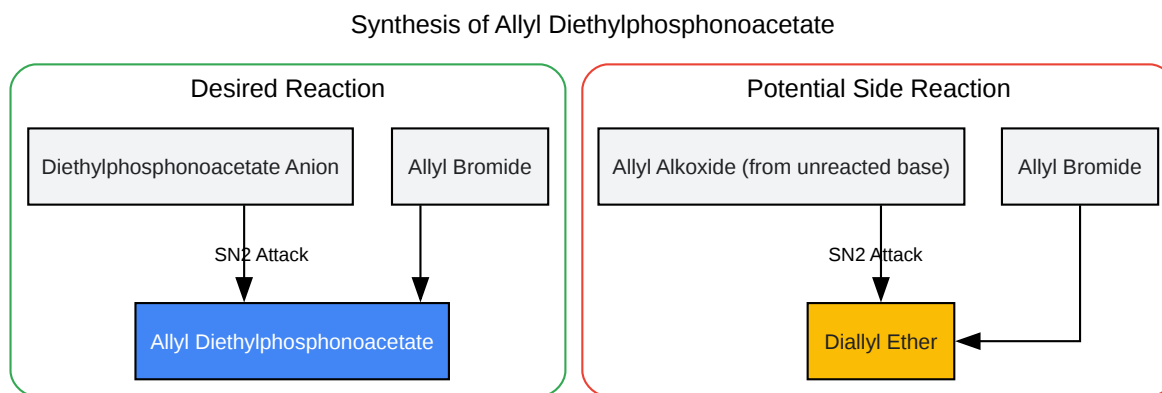 Synthesis of Allyl Diethylphosphonoacetate
Desired Reaction
Diethylphosphonoacetate Anion
Allyl Bromide
SN2 Attack
Allyl Diethylphosphonoacetate
Potential Side Reaction
Allyl Alkoxide (from unreacted base)
Allyl Bromide
SN2 Attack
Diallyl Ether